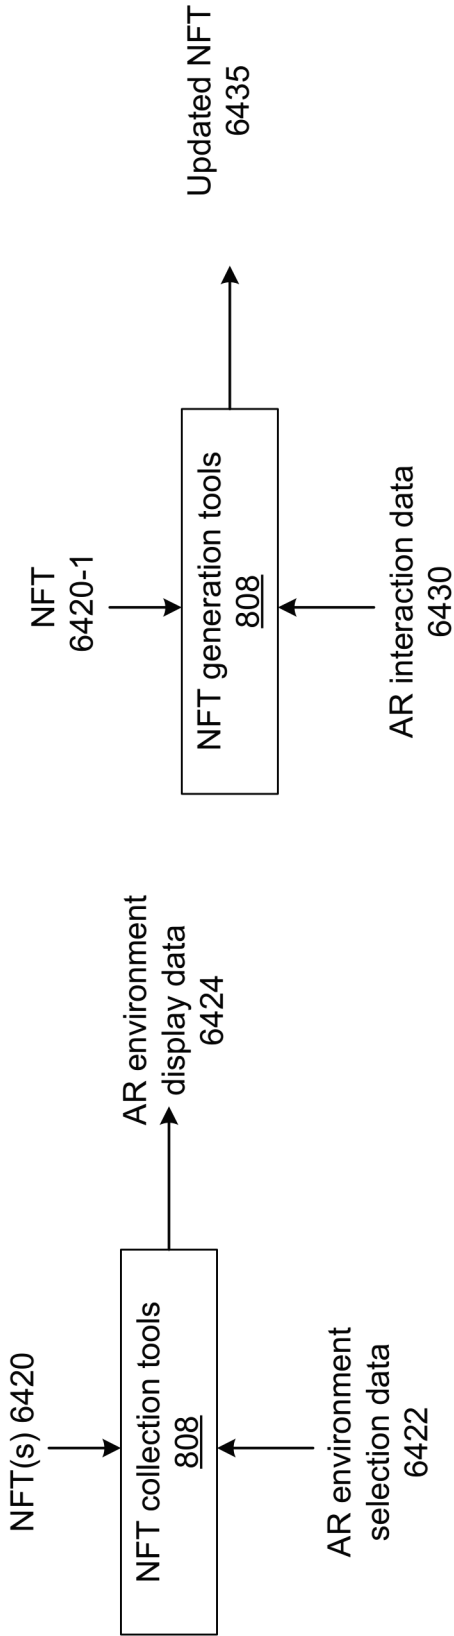 NFT(s) 6420
NFT collection tools
808
AR environment
selection data
6422
AR environment
display data
6424
NFT
6420-1
NFT generation tools
808
AR interaction data
6430
Updated NFT
6435